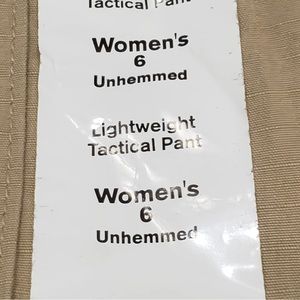 Tactical Pant
Women's
6
Unhemmed
Lightweight
Tactical Pant
Women's
6
Unhemmed